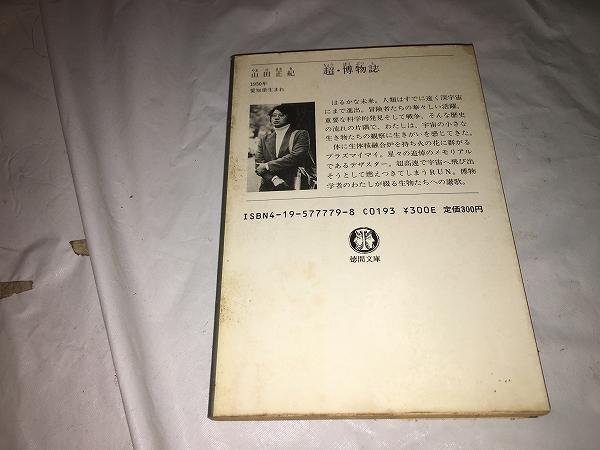 山田正紀
超・博物誌
1950年
愛知県生まれ
はるかな未来。人類はすでに遠く深宇宙
にまで進出。冒険者たちの華々しい活躍。
重要な科学的発見そして戦争。そんな歴史
の流れの片隅で、わたしは、宇宙の小さな
生き物たちの観察に生きがいを感じてきた。
体に生体核融合炉を持ち火の花に群がる
プラズマイマイ。星々の追悼のメモリアル
であるデザスター。超高速で宇宙へ飛び出
そうとして燃えつきてしまうRUN。博物
学者のわたしが綴る生物たちへの讃歌。
ISBN4-19-577779-8 C0193 ¥300E 定価300円
徳間文庫